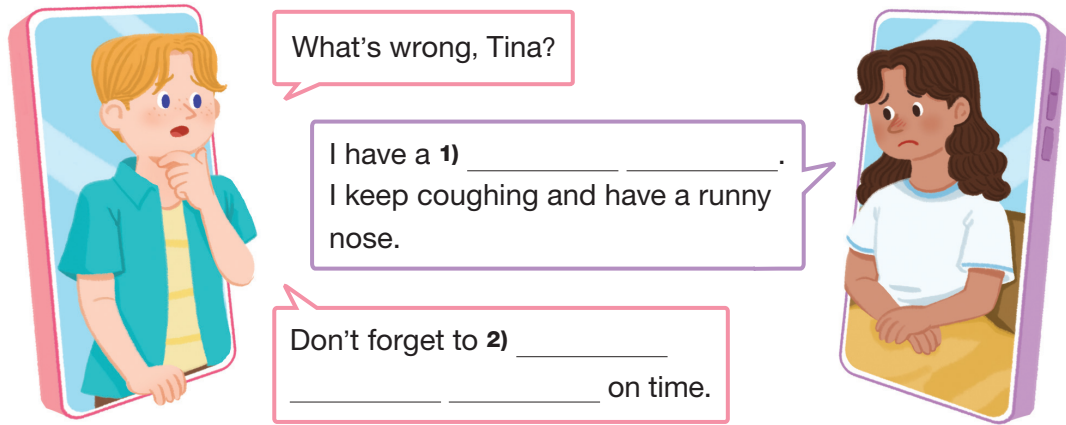 What's wrong, Tina?
I have a 1) __________ __________.
I keep coughing and have a runny
nose.
Don't forget to 2) __________
__________ __________ on time.